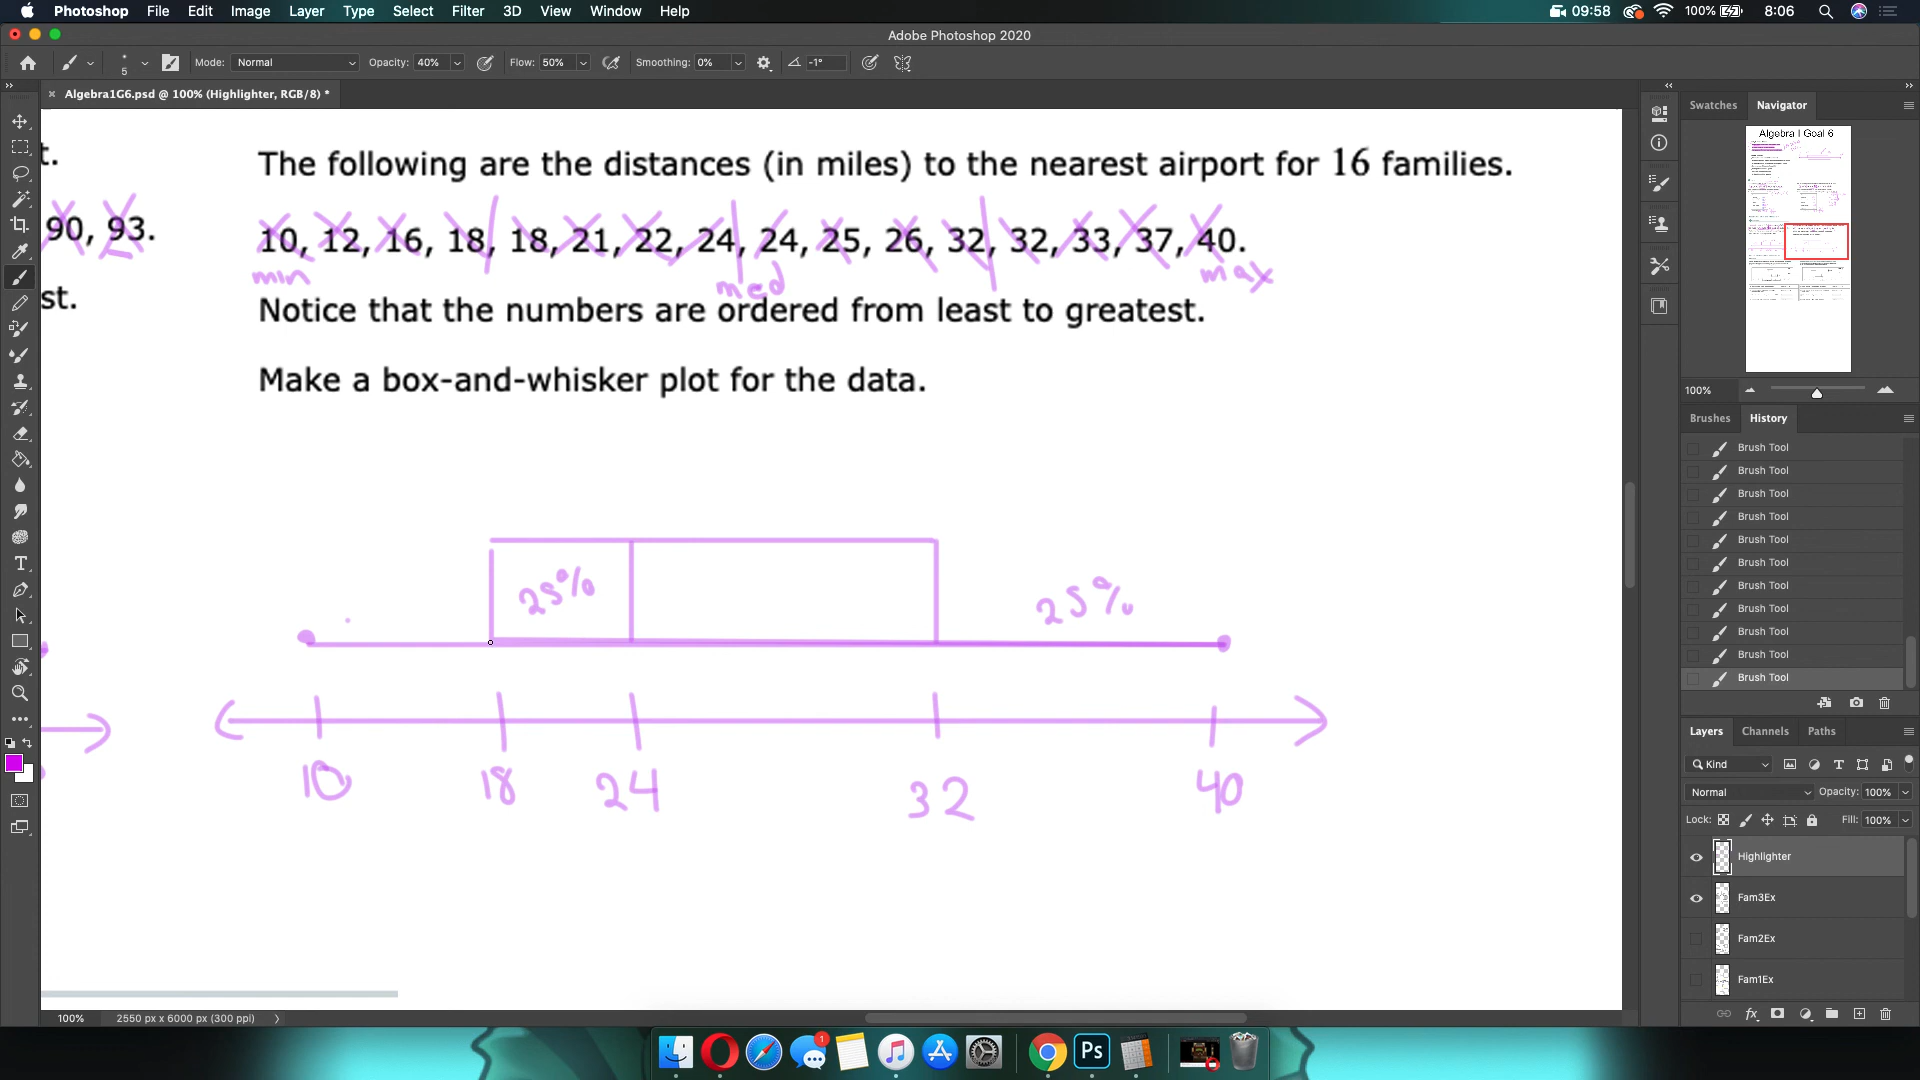 Photoshop File Edit Image Layer Type Select Filter 3D View Window Help 09:58 100% 8:06
Adobe Photoshop 2020
5 Mode: Normal Opacity: 40% Flow: 50% Smoothing: 0% -1°
Algebra1G6.psd @ 100% (Highlighter, RGB/8) *
t.
90, 93.
st.
The following are the distances (in miles) to the nearest airport for 16 families.
10, 12, 16, 18, 18, 21, 22, 24, 24, 25, 26, 32, 32, 33, 37, 40.
min med max
Notice that the numbers are ordered from least to greatest.
Make a box-and-whisker plot for the data.
25% 25%
10 18 24 32 40
100% 2550 px x 6000 px (300 ppi)
Swatches Navigator
Algebra I Goal 6
100%
Brushes History
Brush Tool
Brush Tool
Brush Tool
Brush Tool
Brush Tool
Brush Tool
Brush Tool
Brush Tool
Brush Tool
Brush Tool
Brush Tool
Layers Channels Paths
Kind
Normal Opacity: 100%
Lock: Fill: 100%
Highlighter
Fam3Ex
Fam2Ex
Fam1Ex
fx
1
Ps